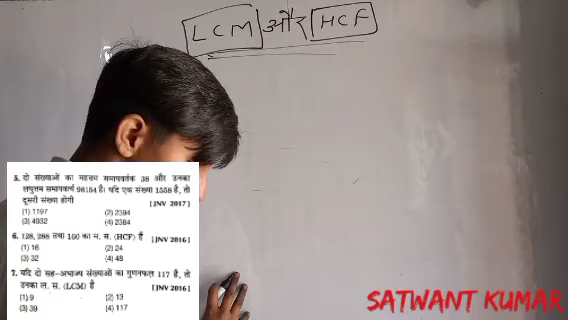 LCM और HCF
5. दो संख्याओं का महत्तम समापवर्तक 38 और उनका
लघुत्तम समापवर्त्य 98154 है। यदि एक संख्या 1558 है, तो
दूसरी संख्या होगी [JNV 2017]
(1) 1197 (2) 2394
(3) 4932 (4) 2384
6. 128, 288 तथा 160 का म. स. (HCF) है [JNV 2016]
(1) 16 (2) 24
(3) 32 (4) 48
7. यदि दो सह-अभाज्य संख्याओं का गुणनफल 117 है, तो
उनका ल. स. (LCM) है [JNV 2016]
(1) 9 (2) 13
(3) 39 (4) 117
SATWANT KUMAR